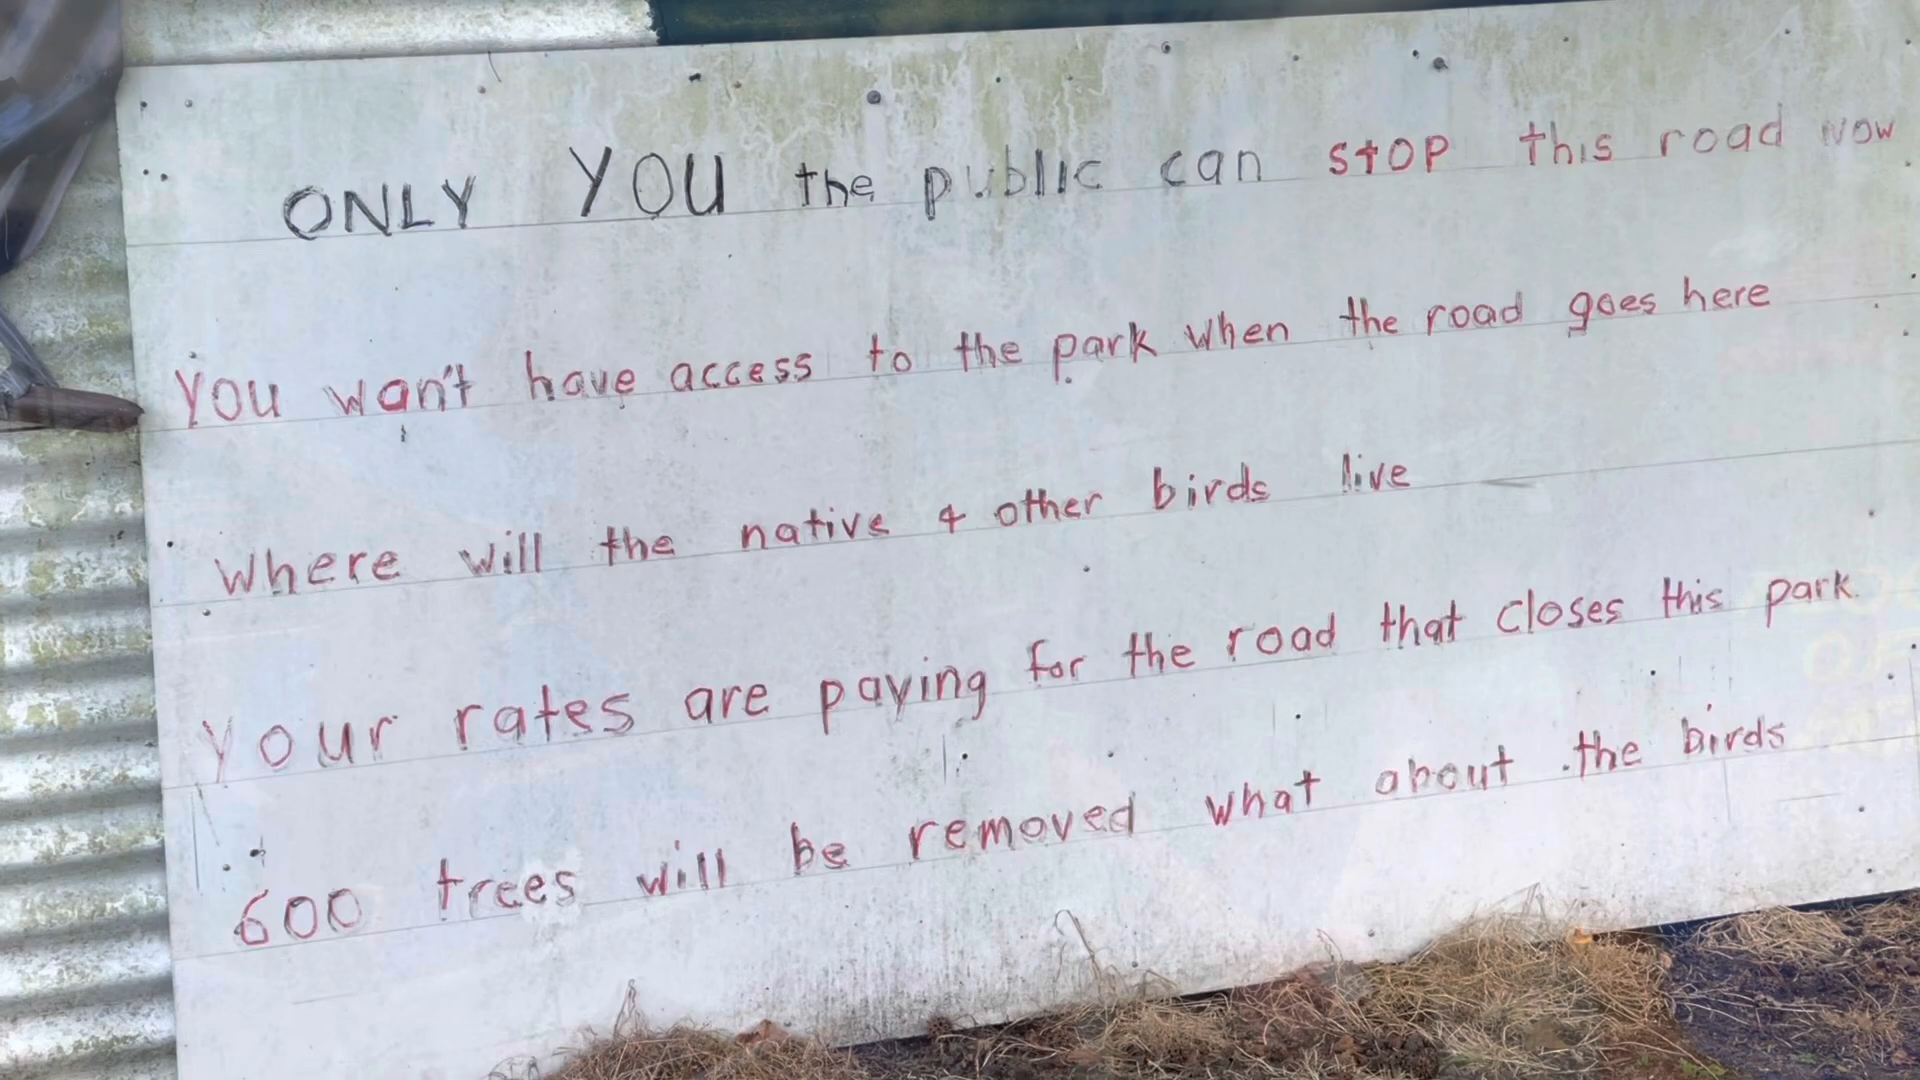 ONLY YOU the public can STOP this road NOW
YOU wan't have access to the park when the road goes here
where will the native & other birds live
your rates are paying for the road that closes this park.
600 trees will be removed what about the birds